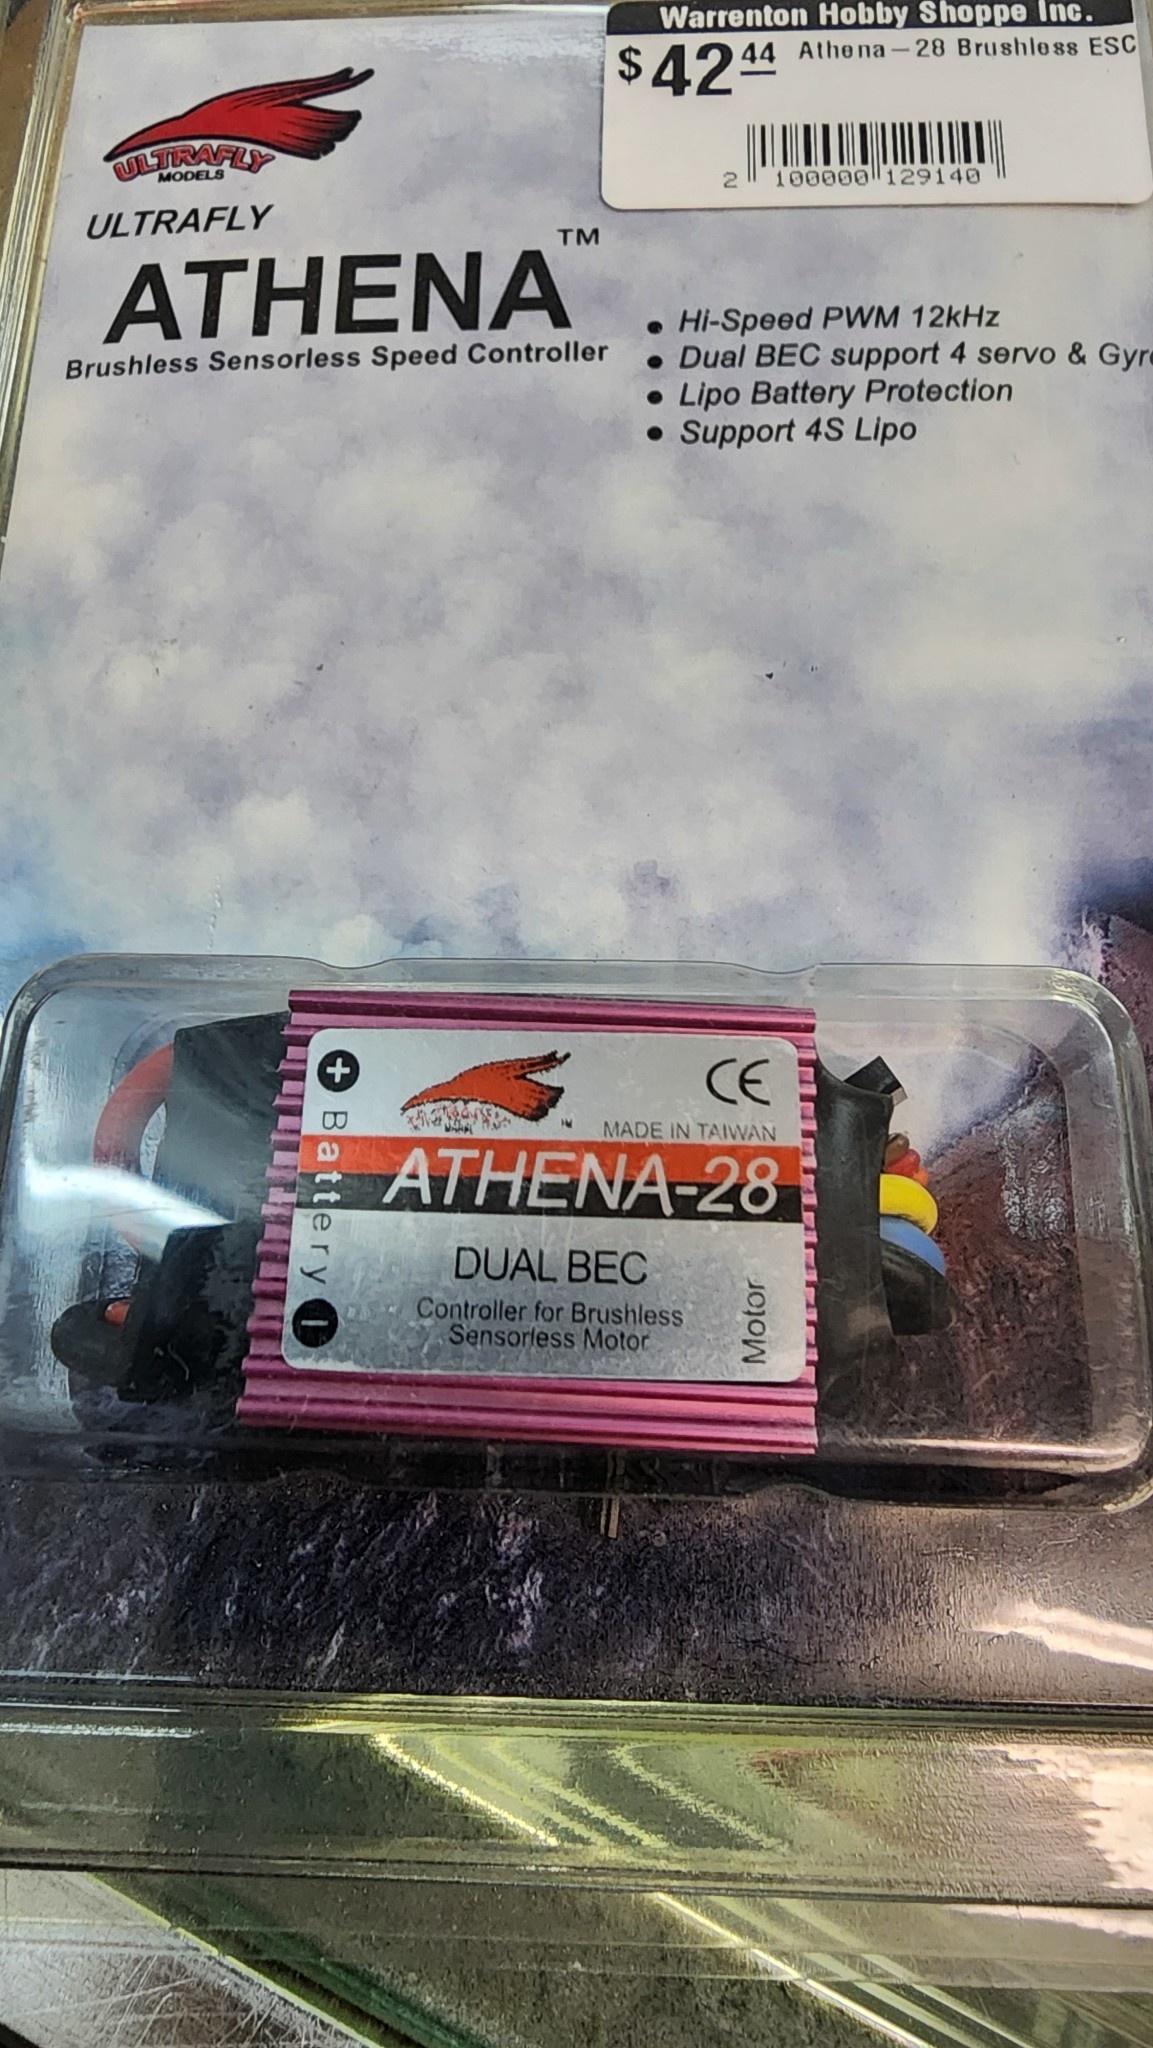 Warrenton Hobby Shoppe Inc.
$42.44 Athena-28 Brushless ESC
2 100000 129140
ULTRAFLY
MODELS
ULTRAFLY
ATHENA™
Brushless Sensorless Speed Controller
• Hi-Speed PWM 12kHz
• Dual BEC support 4 servo & Gyro
• Lipo Battery Protection
• Support 4S Lipo
+ Battery -
CE
MADE IN TAIWAN
ATHENA-28
DUAL BEC
Controller for Brushless
Sensorless Motor
Motor